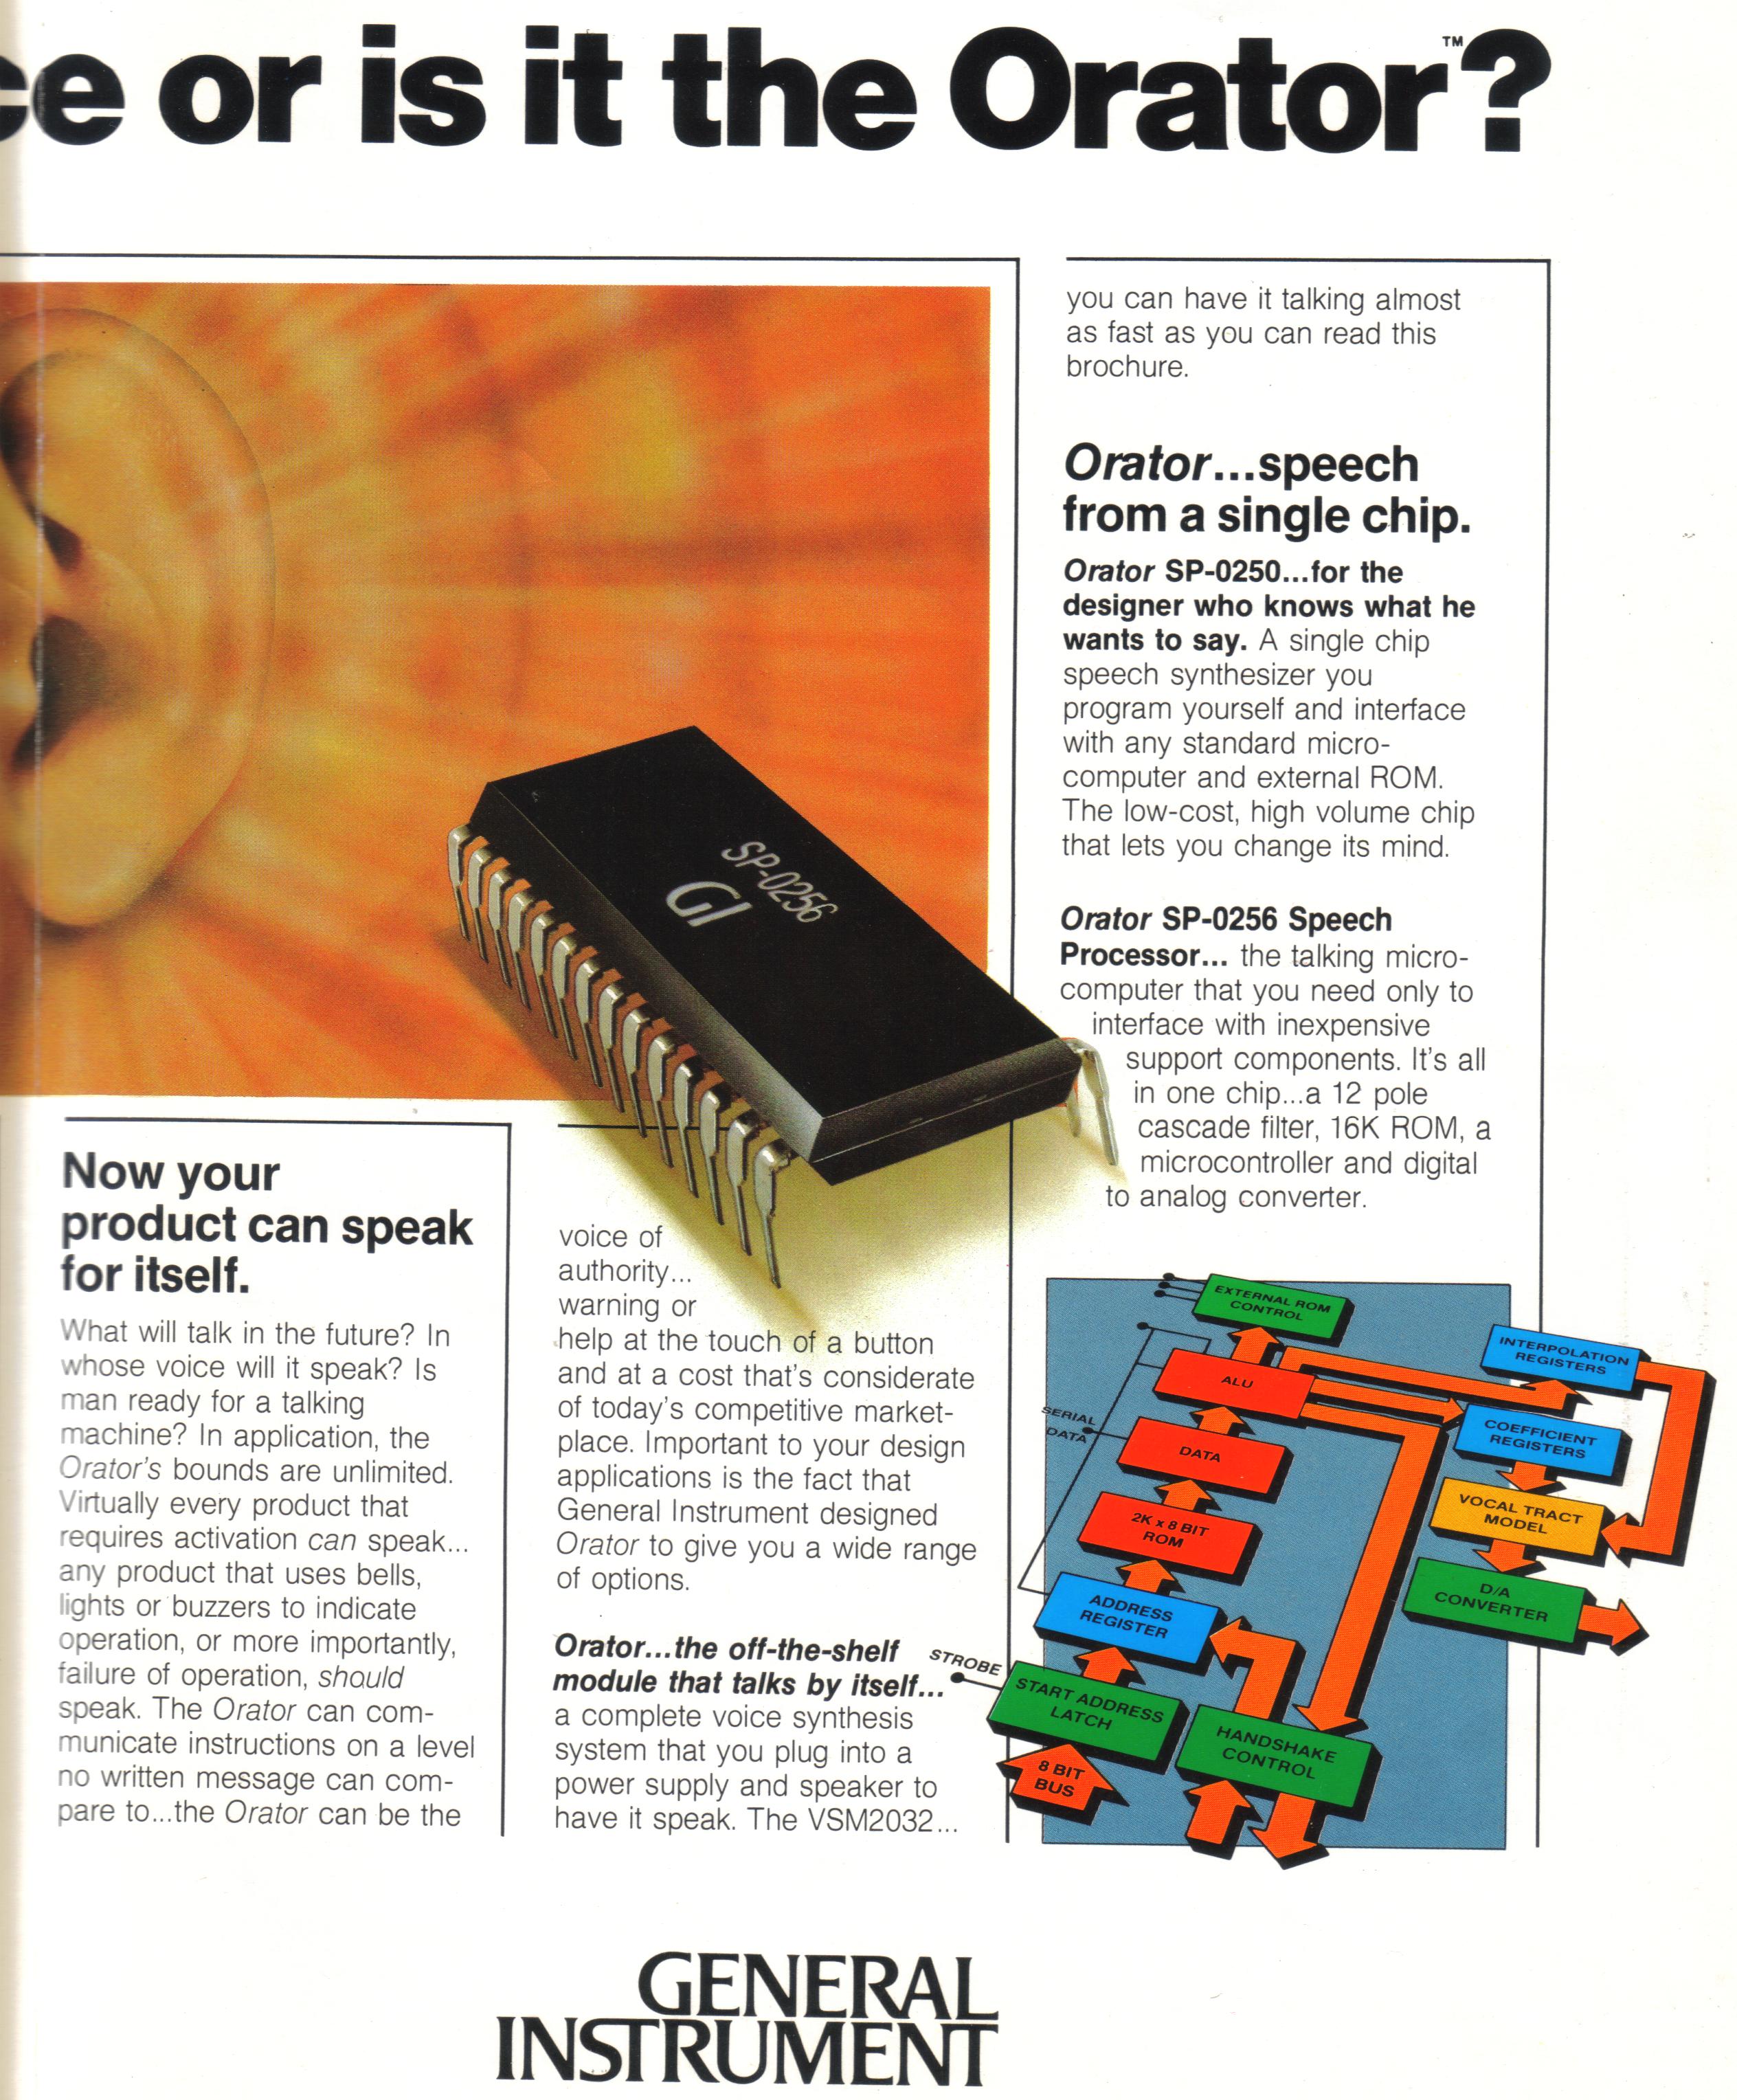 ce or is it the Orator™?
SP-0256
GI
Now your
product can speak
for itself.
What will talk in the future? In
whose voice will it speak? Is
man ready for a talking
machine? In application, the
Orator's bounds are unlimited.
Virtually every product that
requires activation can speak...
any product that uses bells,
lights or buzzers to indicate
operation, or more importantly,
failure of operation, should
speak. The Orator can com-
municate instructions on a level
no written message can com-
pare to...the Orator can be the
voice of
authority...
warning or
help at the touch of a button
and at a cost that's considerate
of today's competitive market-
place. Important to your design
applications is the fact that
General Instrument designed
Orator to give you a wide range
of options.
Orator...the off-the-shelf
module that talks by itself...
a complete voice synthesis
system that you plug into a
power supply and speaker to
have it speak. The VSM2032...
you can have it talking almost
as fast as you can read this
brochure.
Orator...speech
from a single chip.
Orator SP-0250...for the
designer who knows what he
wants to say. A single chip
speech synthesizer you
program yourself and interface
with any standard micro-
computer and external ROM.
The low-cost, high volume chip
that lets you change its mind.
Orator SP-0256 Speech
Processor... the talking micro-
computer that you need only to
interface with inexpensive
support components. It's all
in one chip...a 12 pole
cascade filter, 16K ROM, a
microcontroller and digital
to analog converter.
EXTERNAL ROM
CONTROL
INTERPOLATION
REGISTERS
ALU
SERIAL
DATA
COEFFICIENT
REGISTERS
DATA
VOCAL TRACT
MODEL
2K x 8 BIT
ROM
D/A
CONVERTER
ADDRESS
REGISTER
STROBE
START ADDRESS
LATCH
HANDSHAKE
CONTROL
8 BIT
BUS
GENERAL
INSTRUMENT